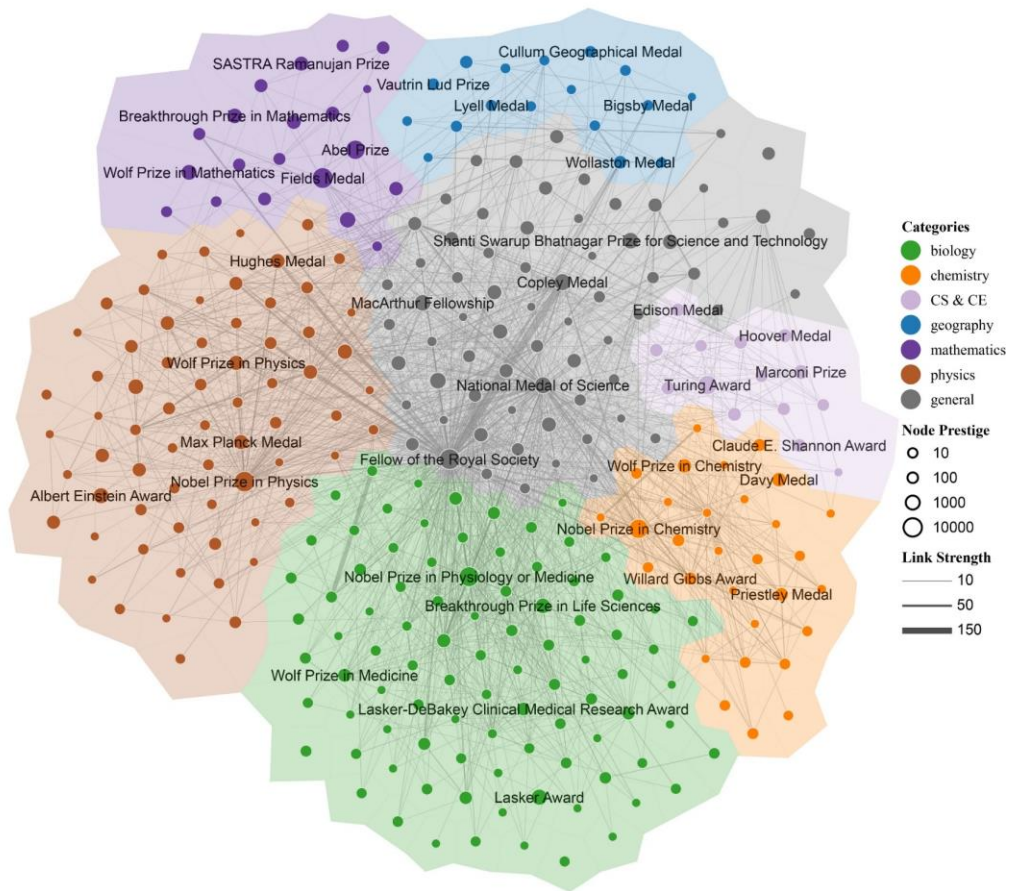 Cullum Geographical Medal
SASTRA Ramanujan Prize
Vautrin Lud Prize
Lyell Medal
Bigsby Medal
Breakthrough Prize in Mathematics
Abel Prize
Wollaston Medal
Wolf Prize in Mathematics
Fields Medal
Shanti Swarup Bhatnagar Prize for Science and Technology
Hughes Medal
Copley Medal
MacArthur Fellowship
Edison Medal
Hoover Medal
Wolf Prize in Physics
Marconi Prize
National Medal of Science
Turing Award
Max Planck Medal
Claude E. Shannon Award
Fellow of the Royal Society
Wolf Prize in Chemistry
Nobel Prize in Physics
Davy Medal
Albert Einstein Award
Nobel Prize in Chemistry
Nobel Prize in Physiology or Medicine
Willard Gibbs Award
Priestley Medal
Breakthrough Prize in Life Sciences
Wolf Prize in Medicine
Lasker-DeBakey Clinical Medical Research Award
Lasker Award
Categories
biology
chemistry
CS & CE
geography
mathematics
physics
general
Node Prestige
10
100
1000
10000
Link Strength
10
50
150